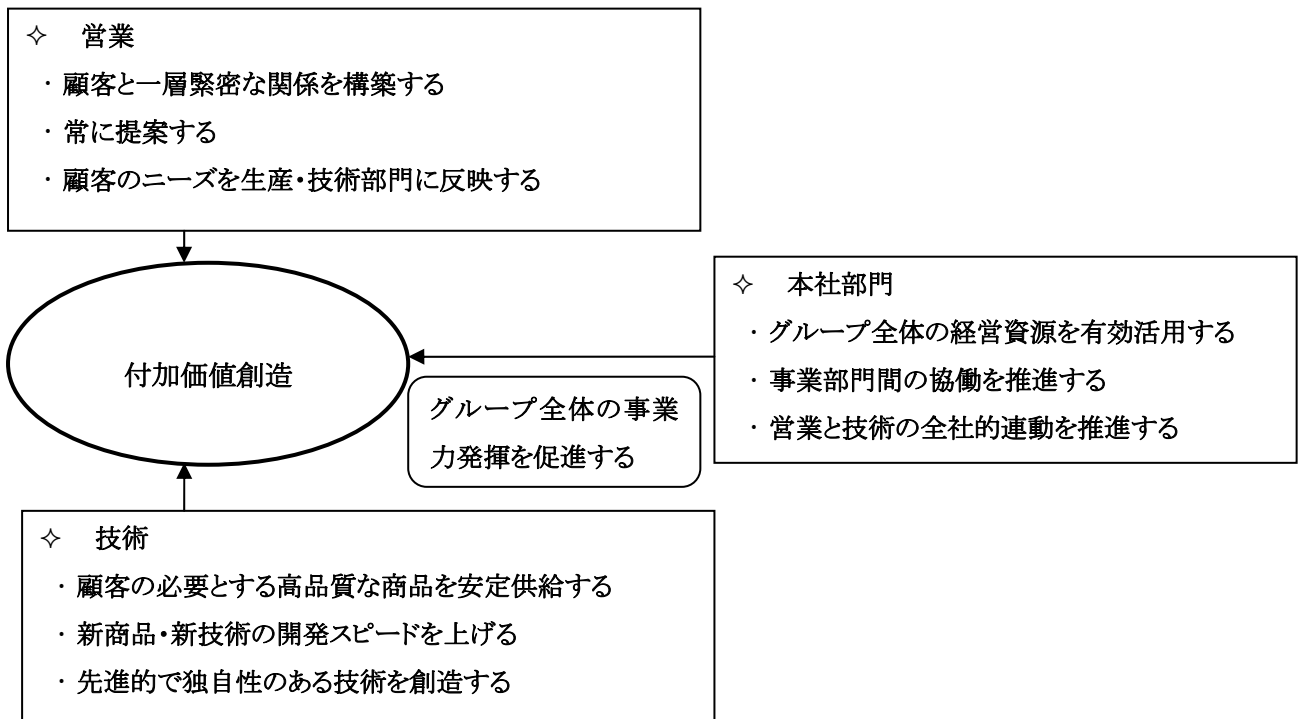 ✧ 営業
・顧客と一層緊密な関係を構築する
・常に提案する
・顧客のニーズを生産・技術部門に反映する
付加価値創造
✧ 本社部門
・グループ全体の経営資源を有効活用する
・事業部門間の協働を推進する
・営業と技術の全社的連動を推進する
グループ全体の事業
力発揮を促進する
✧ 技術
・顧客の必要とする高品質な商品を安定供給する
・新商品・新技術の開発スピードを上げる
・先進的で独自性のある技術を創造する